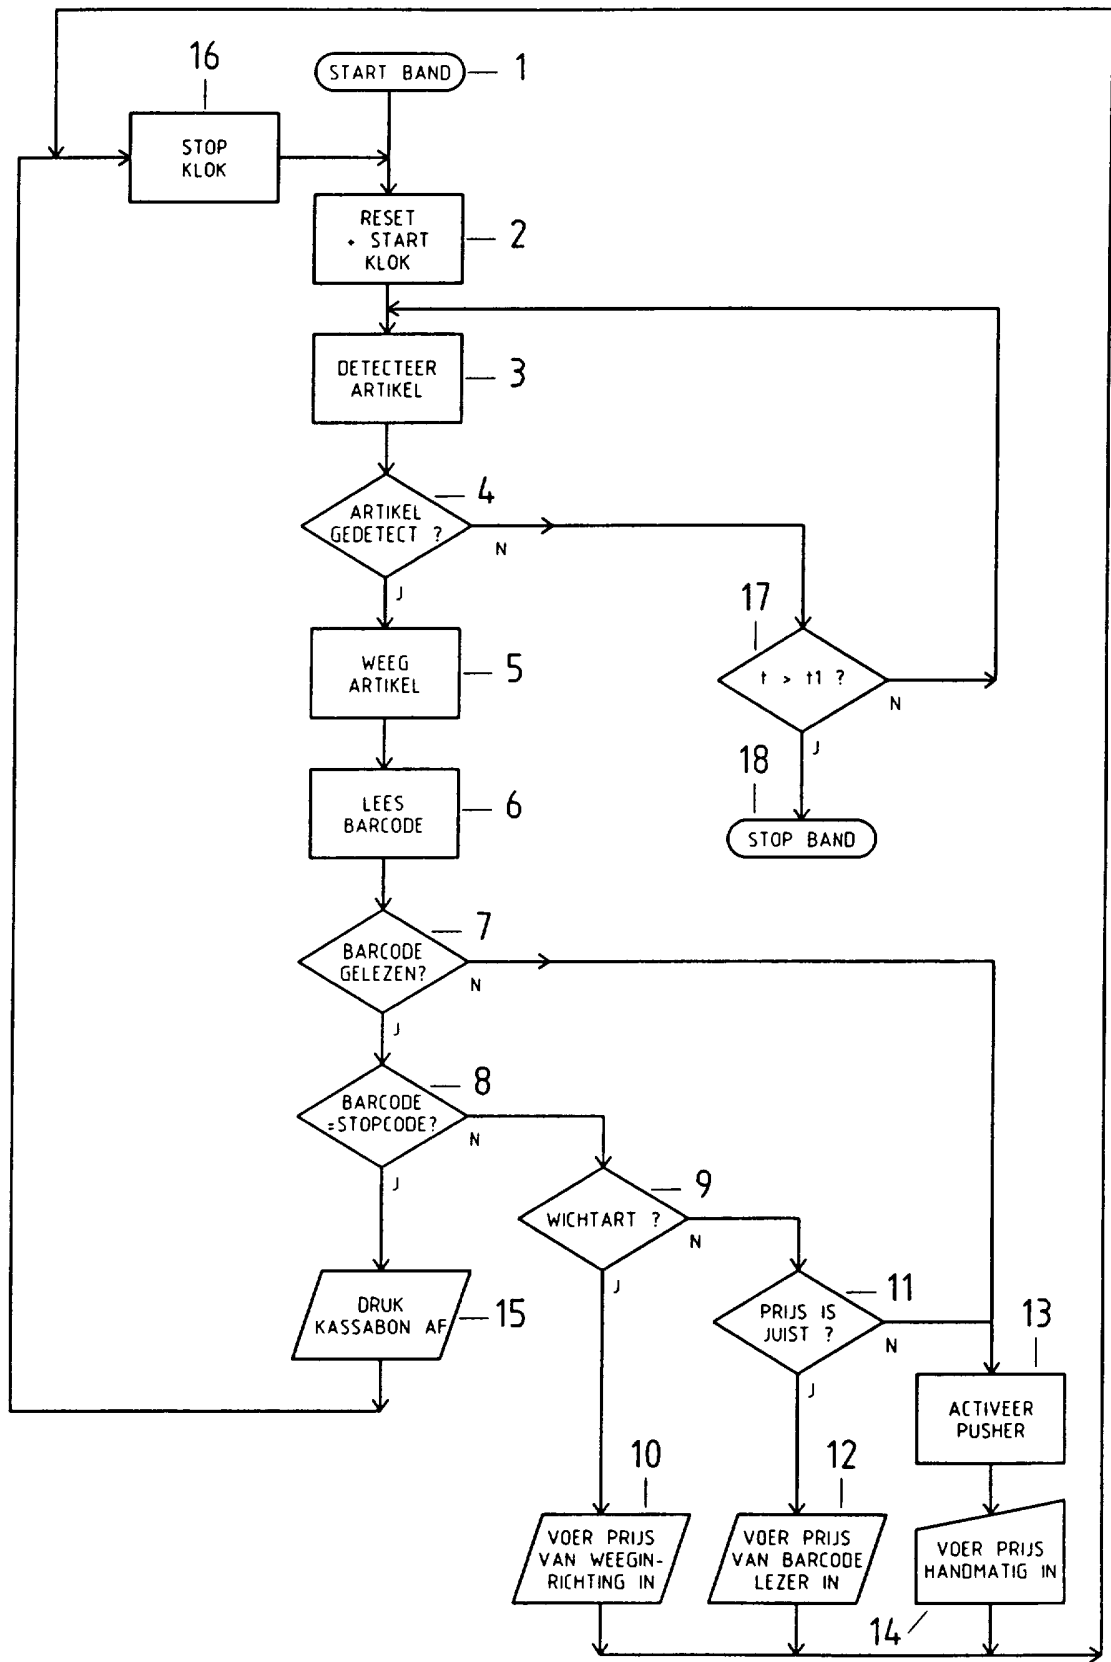 16
START BAND
1
STOP
KLOK
RESET
+ START
KLOK
2
DETECTEER
ARTIKEL
3
4
ARTIKEL
GEDETECT ?
N
J
17
WEEG
ARTIKEL
5
t > t1 ?
N
J
18
LEES
BARCODE
6
STOP BAND
7
BARCODE
GELEZEN?
N
J
8
BARCODE
=STOPCODE?
N
J
9
WICHTART ?
N
J
11
PRIJS IS
JUIST ?
N
J
13
DRUK
KASSABON AF
15
ACTIVEER
PUSHER
10
12
VOER PRIJS
VAN WEEGIN-
RICHTING IN
VOER PRIJS
VAN BARCODE
LEZER IN
VOER PRIJS
HANDMATIG IN
14